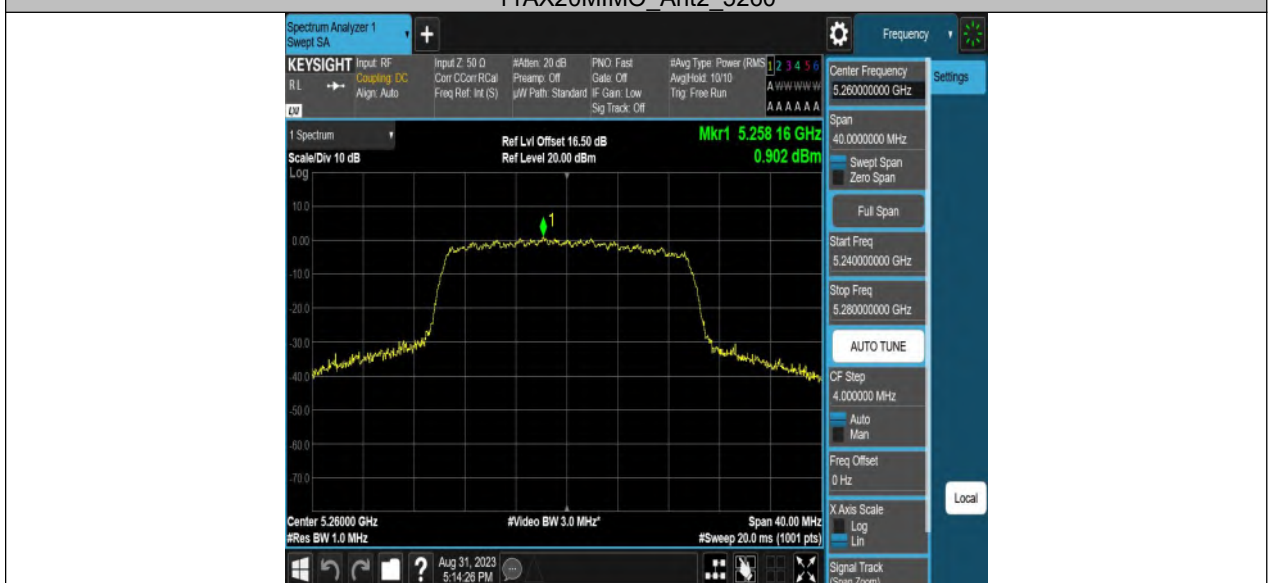 11AX20MIMO_Ant2_5260
Spectrum Analyzer 1
Swept SA
+
Frequency
KEYSIGHT
RL
LXI
Input: RF
Coupling: DC
Align: Auto
Input Z: 50 Ω
Corr CCorr RCal
Freq Ref: Int (S)
#Atten: 20 dB
Preamp: Off
µW Path: Standard
PNO: Fast
Gate: Off
IF Gain: Low
Sig Track: Off
#Avg Type: Power (RMS
Avg|Hold: 10/10
Trig: Free Run
1 2 3 4 5 6
A W W W W W
A A A A A A
Center Frequency
5.260000000 GHz
Settings
Span
40.0000000 MHz
Swept Span
Zero Span
Full Span
Start Freq
5.240000000 GHz
Stop Freq
5.280000000 GHz
AUTO TUNE
CF Step
4.000000 MHz
Auto
Man
Freq Offset
0 Hz
X Axis Scale
Log
Lin
Local
Signal Track
(Span Zoom)
1 Spectrum
Scale/Div 10 dB
Log
Ref Lvl Offset 16.50 dB
Ref Level 20.00 dBm
Mkr1 5.258 16 GHz
0.902 dBm
1
10.0
0.00
-10.0
-20.0
-30.0
-40.0
-50.0
-60.0
-70.0
Center 5.26000 GHz
#Res BW 1.0 MHz
#Video BW 3.0 MHz*
Span 40.00 MHz
#Sweep 20.0 ms (1001 pts)
?
Aug 31, 2023
5:14:26 PM